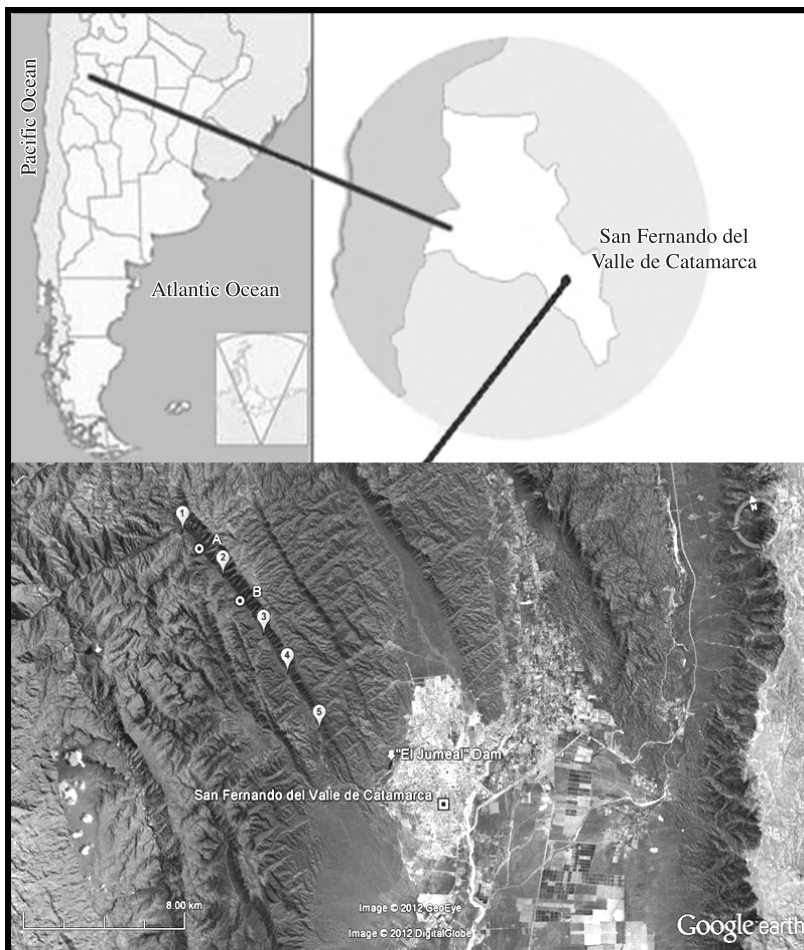 Pacific Ocean
Atlantic Ocean
San Fernando del
Valle de Catamarca
1
A
2
B
3
4
5
"El Jumeal" Dam
San Fernando del Valle de Catamarca
N
8.00 km
Image © 2012 GeoEye
Image © 2012 DigitalGlobe
Google earth